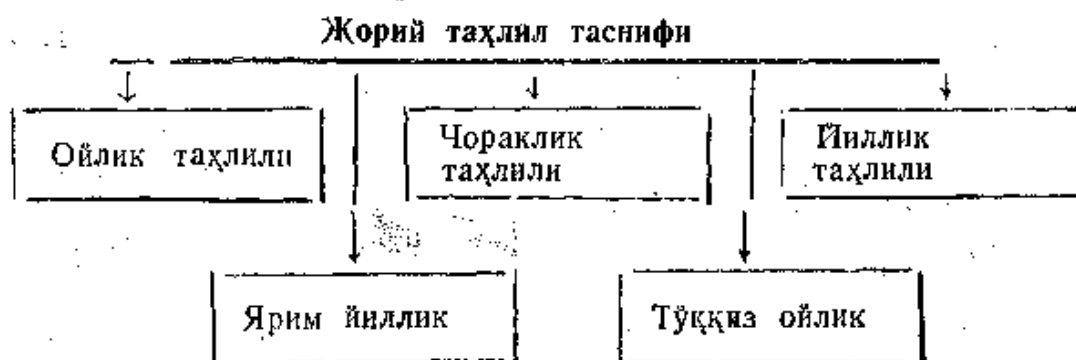 Жорий таҳлил таснифи
Ойлик таҳлили
Чораклик
таҳлили
Йиллик
таҳлили
Ярим йиллик
Тўққиз ойлик